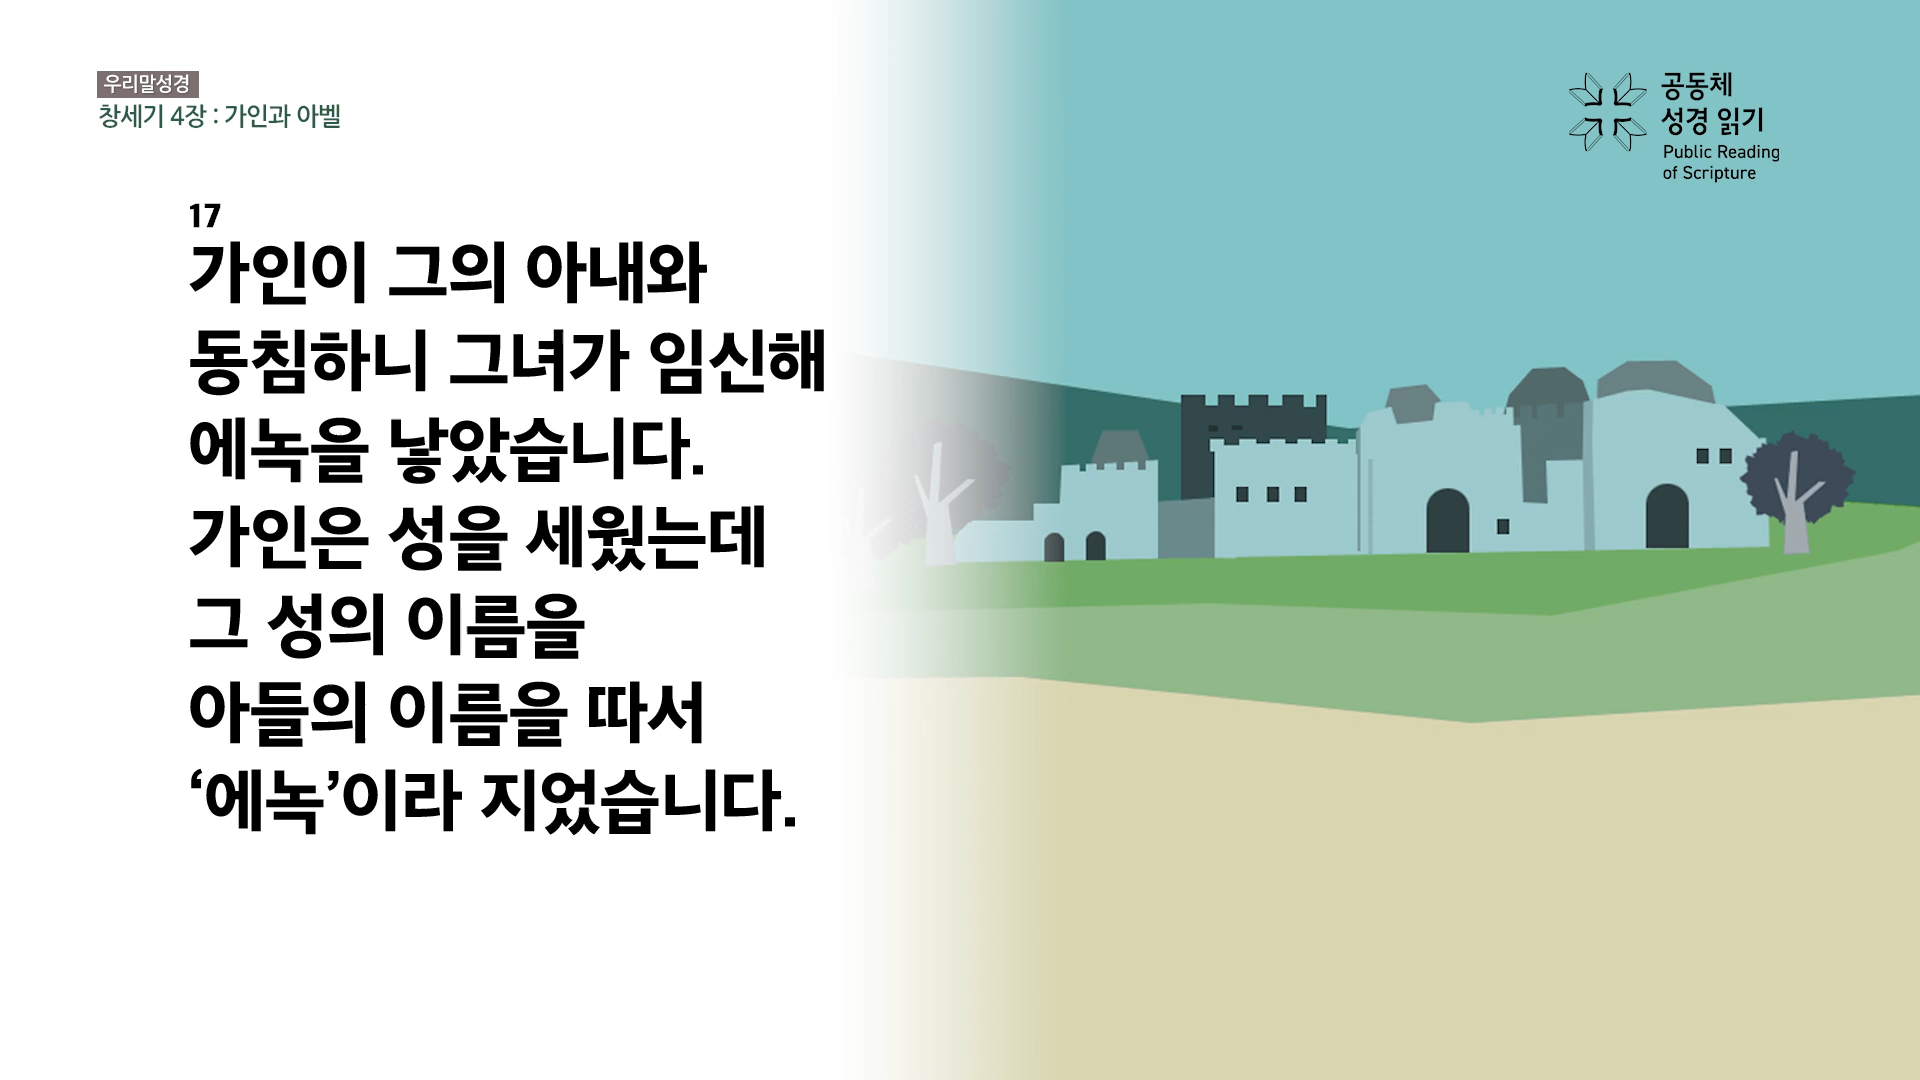 우리말성경
창세기 4장 : 가인과 아벨
공동체
성경 읽기
Public Reading
of Scripture
17
가인이 그의 아내와
동침하니 그녀가 임신해
에녹을 낳았습니다.
가인은 성을 세웠는데
그 성의 이름을
아들의 이름을 따서
‘에녹’이라 지었습니다.